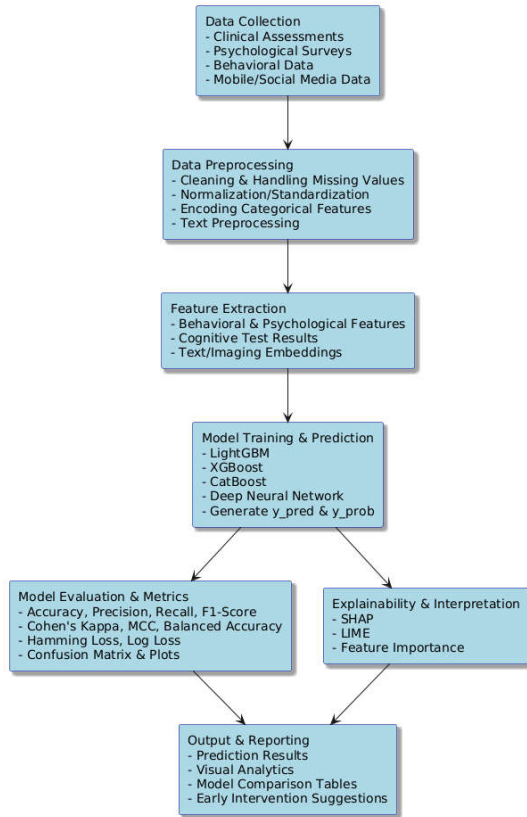 Data Collection
- Clinical Assessments
- Psychological Surveys
- Behavioral Data
- Mobile/Social Media Data
Data Preprocessing
- Cleaning & Handling Missing Values
- Normalization/Standardization
- Encoding Categorical Features
- Text Preprocessing
Feature Extraction
- Behavioral & Psychological Features
- Cognitive Test Results
- Text/Imaging Embeddings
Model Training & Prediction
- LightGBM
- XGBoost
- CatBoost
- Deep Neural Network
- Generate y_pred & y_prob
Model Evaluation & Metrics
- Accuracy, Precision, Recall, F1-Score
- Cohen's Kappa, MCC, Balanced Accuracy
- Hamming Loss, Log Loss
- Confusion Matrix & Plots
Explainability & Interpretation
- SHAP
- LIME
- Feature Importance
Output & Reporting
- Prediction Results
- Visual Analytics
- Model Comparison Tables
- Early Intervention Suggestions